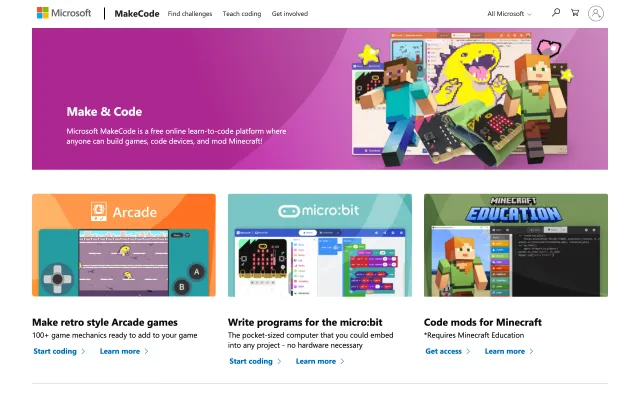 Microsoft MakeCode Find challenges Teach coding Get involved All Microsoft
Make & Code
Microsoft MakeCode is a free online learn-to-code platform where
anyone can build games, code devices, and mod Minecraft!
Arcade
micro:bit
MINECRAFT
EDUCATION
A
B
Make retro style Arcade games
100+ game mechanics ready to add to your game
Start coding Learn more
Write programs for the micro:bit
The pocket-sized computer that you could embed
into any project - no hardware necessary
Start coding Learn more
Code mods for Minecraft
*Requires Minecraft Education
Get access Learn more